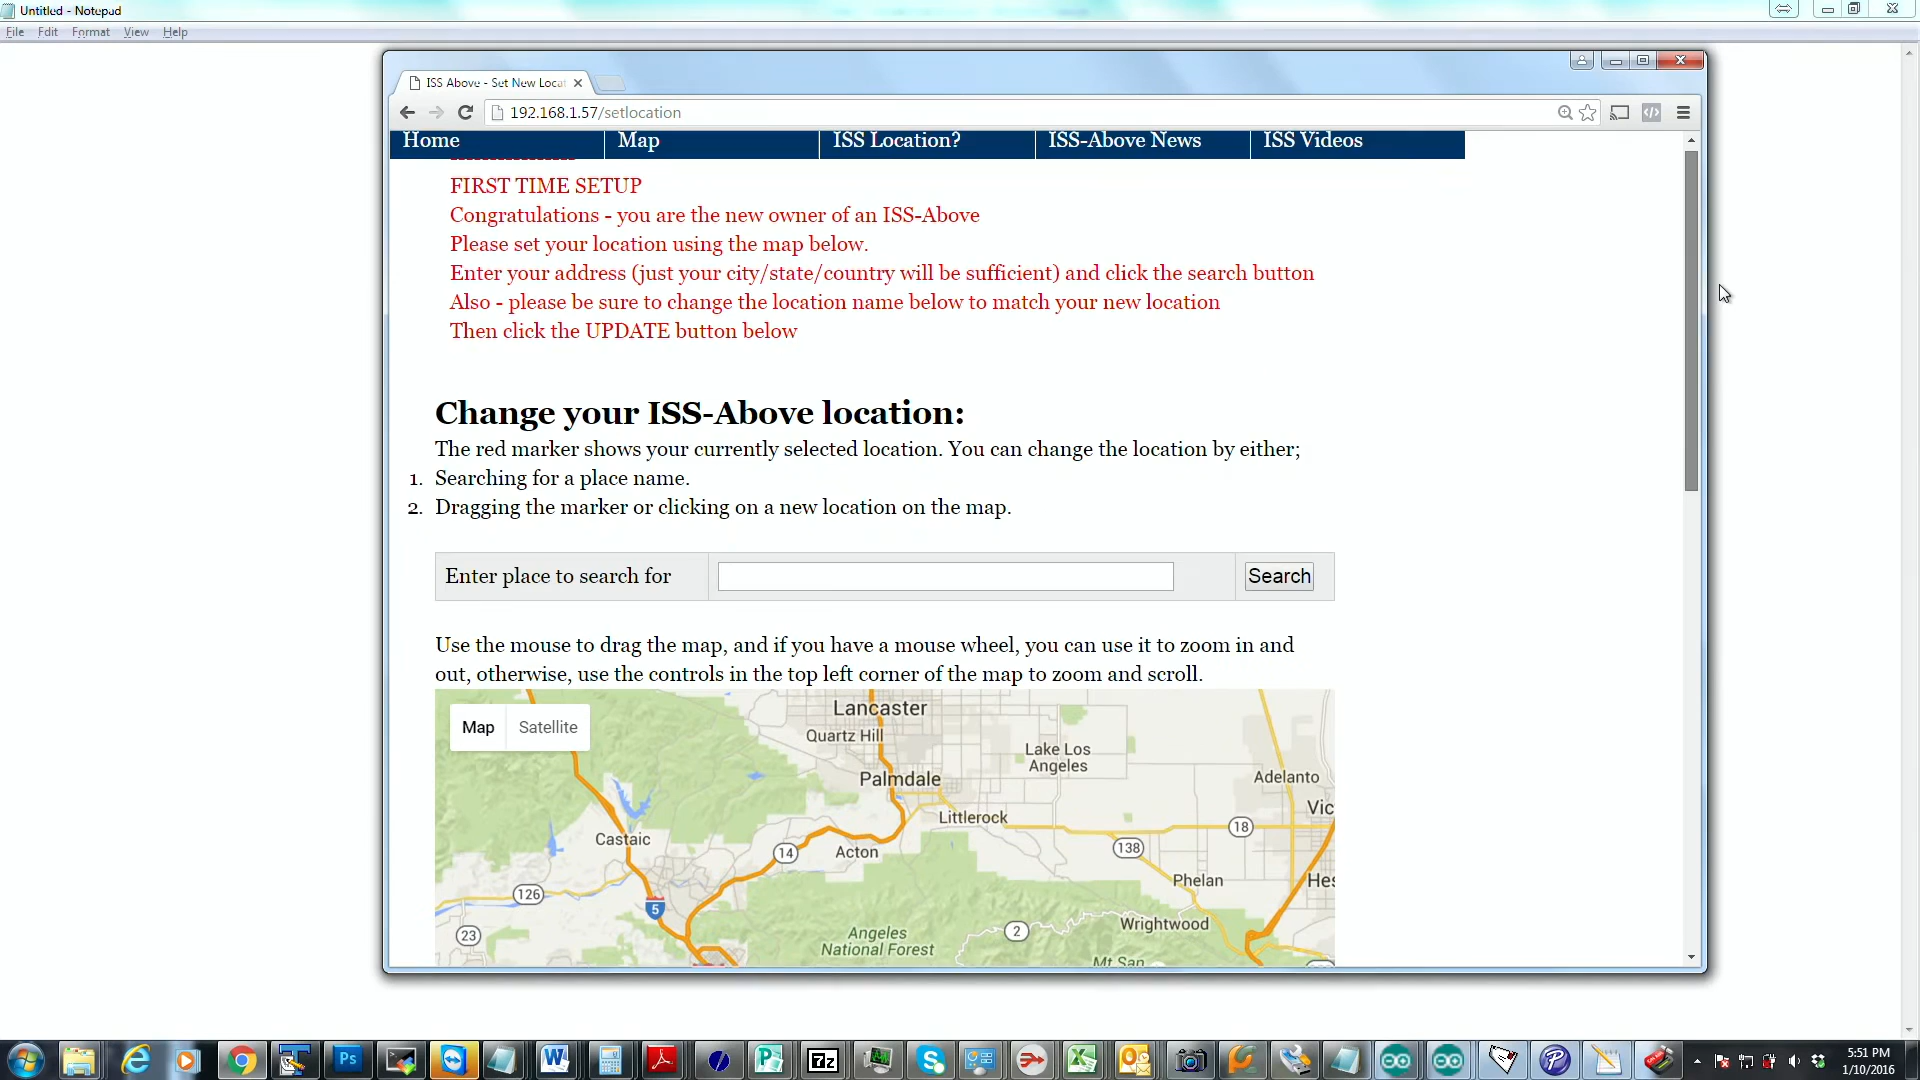 Untitled - Notepad
File Edit Format View Help
ISS Above - Set New Locat
192.168.1.57/setlocation
Home Map ISS Location? ISS-Above News ISS Videos
FIRST TIME SETUP
Congratulations - you are the new owner of an ISS-Above
Please set your location using the map below.
Enter your address (just your city/state/country will be sufficient) and click the search button
Also - please be sure to change the location name below to match your new location
Then click the UPDATE button below
Change your ISS-Above location:
The red marker shows your currently selected location. You can change the location by either;
1. Searching for a place name.
2. Dragging the marker or clicking on a new location on the map.
Enter place to search for Search
Use the mouse to drag the map, and if you have a mouse wheel, you can use it to zoom in and
out, otherwise, use the controls in the top left corner of the map to zoom and scroll.
Map Satellite
Lancaster
Quartz Hill
Lake Los
Angeles
Palmdale
Adelanto
Vic
Littlerock
18
Castaic
14
Acton
138
Phelan
Hes
126
5
Wrightwood
23
Angeles
National Forest
2
Mt San
Ps
7z
5:51 PM
1/10/2016